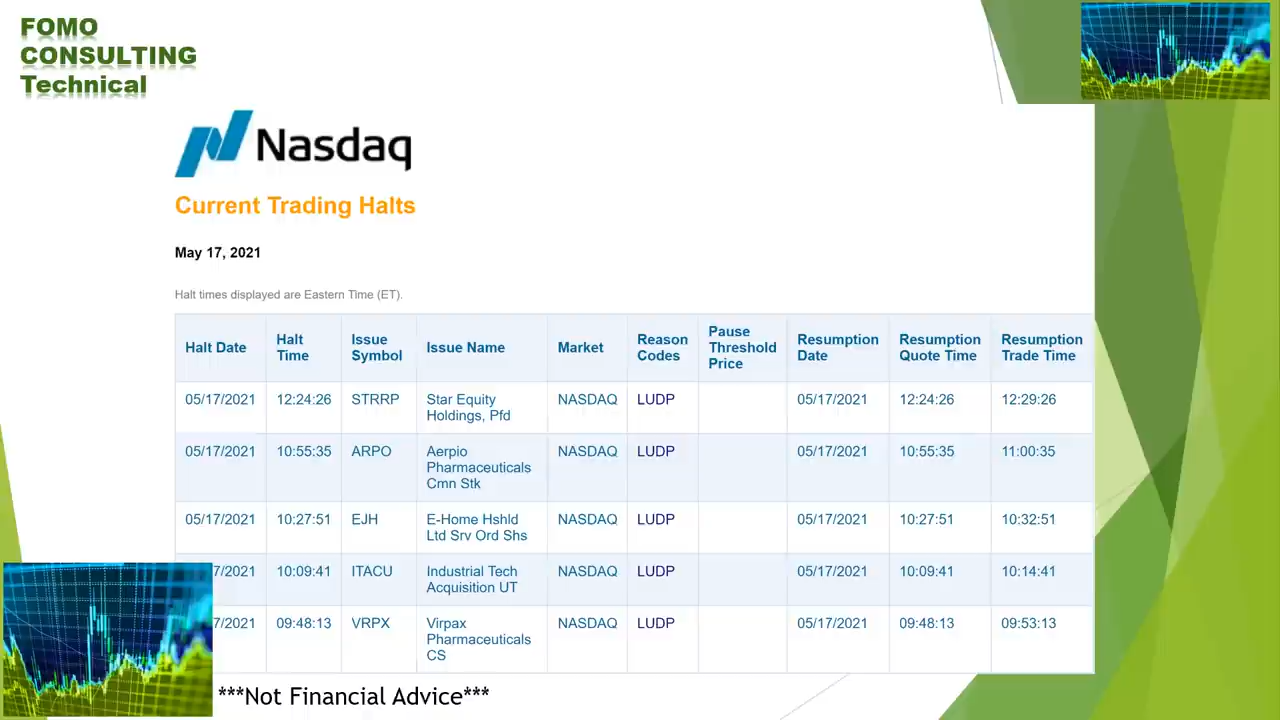 FOMO
CONSULTING
Technical
Nasdaq
Current Trading Halts
May 17, 2021
Halt times displayed are Eastern Time (ET).
Halt Date Halt Time Issue Symbol Issue Name Market Reason Codes Pause Threshold Price Resumption Date Resumption Quote Time Resumption Trade Time
05/17/2021 12:24:26 STRRP Star Equity Holdings, Pfd NASDAQ LUDP 05/17/2021 12:24:26 12:29:26
05/17/2021 10:55:35 ARPO Aerpio Pharmaceuticals Cmn Stk NASDAQ LUDP 05/17/2021 10:55:35 11:00:35
05/17/2021 10:27:51 EJH E-Home Hshld Ltd Srv Ord Shs NASDAQ LUDP 05/17/2021 10:27:51 10:32:51
7/2021 10:09:41 ITACU Industrial Tech Acquisition UT NASDAQ LUDP 05/17/2021 10:09:41 10:14:41
7/2021 09:48:13 VRPX Virpax Pharmaceuticals CS NASDAQ LUDP 05/17/2021 09:48:13 09:53:13
***Not Financial Advice***